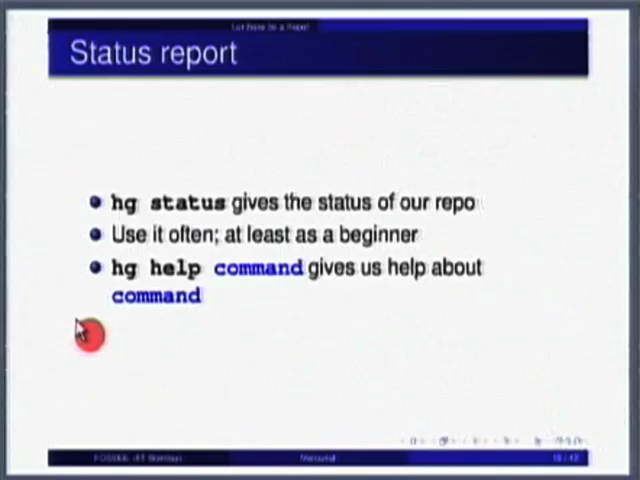 Status report
hg status gives the status of our repo
Use it often; at least as a beginner
hg help command gives us help about
command